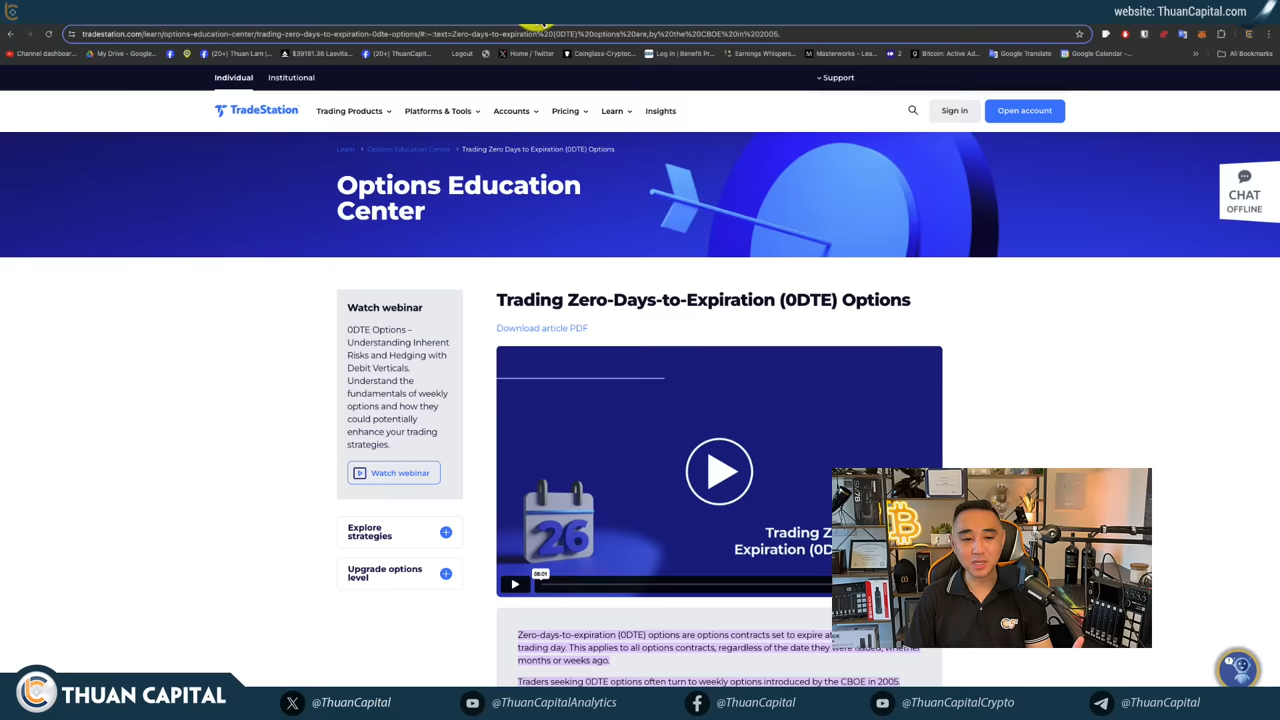 website: ThuanCapital.com
tradestation.com/learn/options-education-center/trading-zero-days-to-expiration-0dte-options/#:~:text=Zero-days-to-expiration%20(0DTE)%20options%20are,by%20the%20CBOE%20in%202005.
Channel dashboar... My Drive - Google... (20+) Thuan Lam |... $39181.36 Laevita... (20+) ThuanCapit... Logout Home / Twitter Coinglass-Cryptoc... Log In | Benefit Pr... Earnings Whispers... Masterworks - Lea... 2 Bitcoin: Active Ad... Google Translate Google Calendar -... All Bookmarks
Individual Institutional Support
TradeStation Trading Products Platforms & Tools Accounts Pricing Learn Insights Sign in Open account
Learn Options Education Center Trading Zero Days to Expiration (0DTE) Options
Options Education
Center
CHAT
OFFLINE
Watch webinar
0DTE Options –
Understanding Inherent
Risks and Hedging with
Debit Verticals.
Understand the
fundamentals of weekly
options and how they
could potentially
enhance your trading
strategies.
Watch webinar
Explore
strategies
Upgrade options
level
Trading Zero-Days-to-Expiration (0DTE) Options
Download article PDF
26
Trading Z
Expiration (0D
08:01
Zero-days-to-expiration (0DTE) options are options contracts set to expire at
trading day. This applies to all options contracts, regardless of the date they were issued, whether
months or weeks ago.
Traders seeking 0DTE options often turn to weekly options introduced by the CBOE in 2005.
THUAN CAPITAL @ThuanCapital @ThuanCapitalAnalytics @ThuanCapital @ThuanCapitalCrypto @ThuanCapital